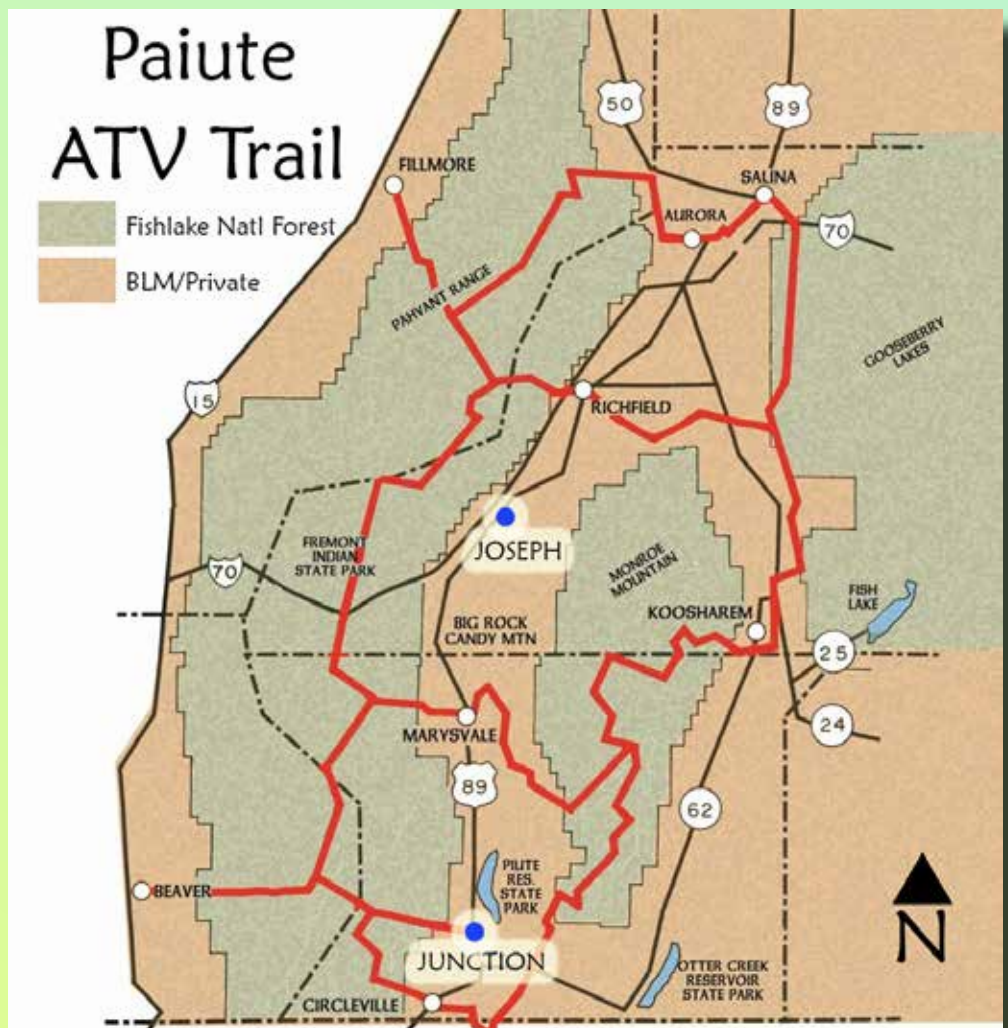 Paiute
ATV Trail
Fishlake Natl Forest
BLM/Private
50
89
FILLMORE
SALINA
AURORA
70
PAHVANT RANGE
GOOSEBERRY
LAKES
15
RICHFIELD
JOSEPH
FREMONT
INDIAN
STATE PARK
70
MONROE
MOUNTAIN
FISH
LAKE
KOOSHAREM
BIG ROCK
CANDY MTN
25
24
MARYSVALE
89
62
PIUTE
RES.
STATE
PARK
BEAVER
N
JUNCTION
OTTER CREEK
RESERVOIR
STATE PARK
CIRCLEVILLE